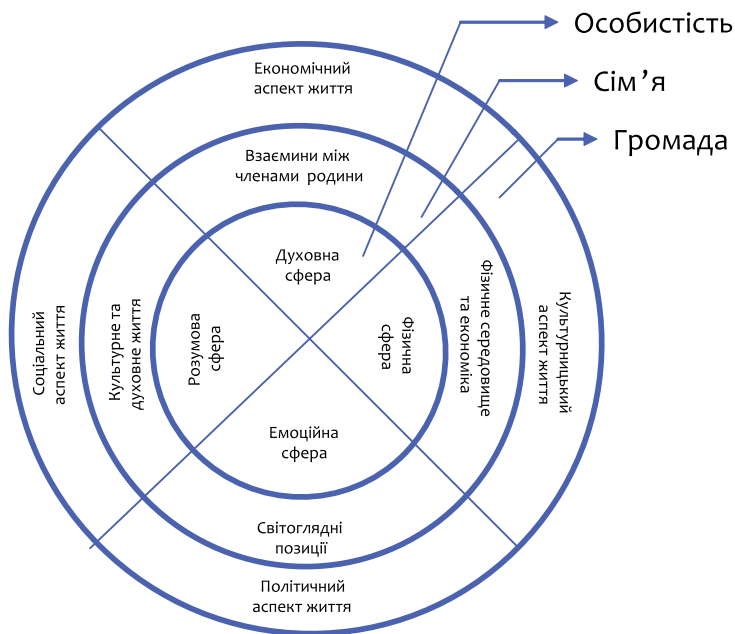 Особистість
Сім’я
Громада
Економічний
аспект життя
Взаємини між
членами родини
Духовна
сфера
Соціальний
аспект життя
Культурне та
духовне життя
Розумова
сфера
Фізична
сфера
Фізичне середовище
та економіка
Культурницький
аспект життя
Емоційна
сфера
Світоглядні
позиції
Політичний
аспект життя